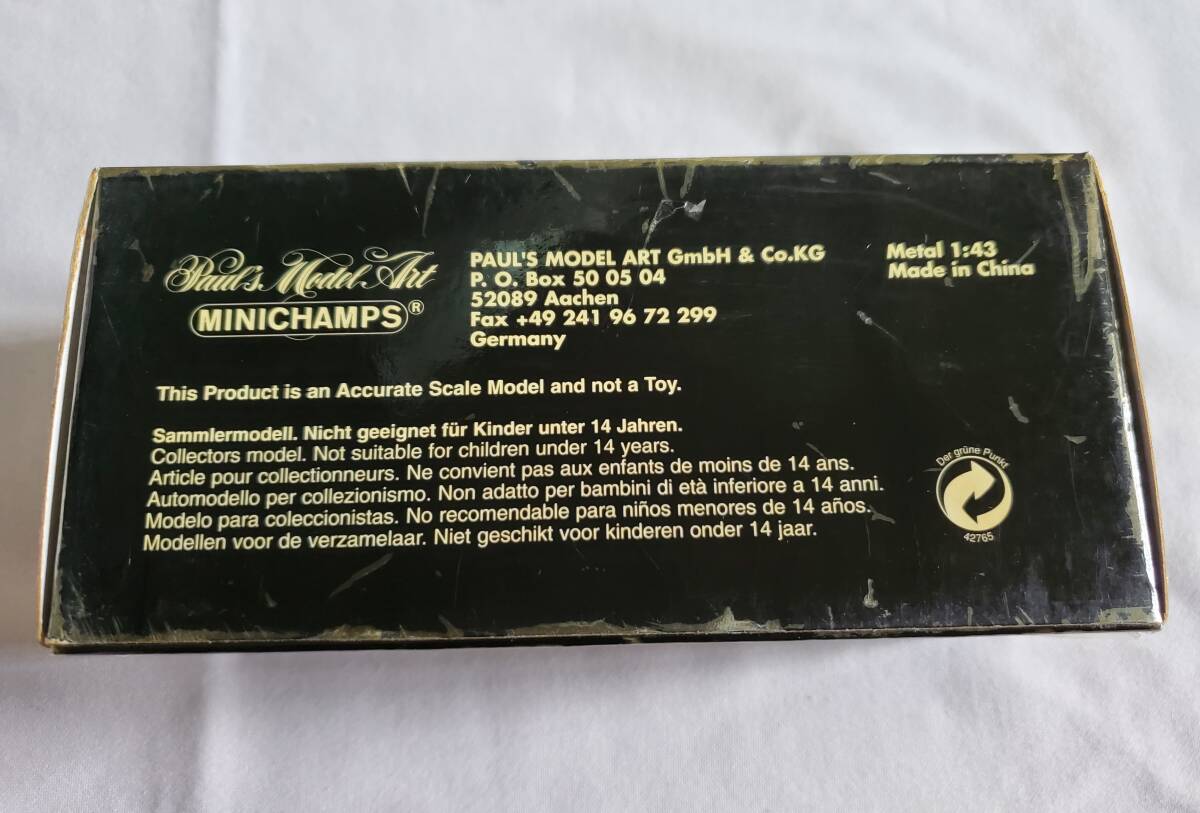 Paul's Model Art
MINICHAMPS®
PAUL'S MODEL ART GmbH & Co.KG
P. O. Box 50 05 04
52089 Aachen
Fax +49 241 96 72 299
Germany
Metal 1:43
Made in China
This Product is an Accurate Scale Model and not a Toy.
Sammlermodell. Nicht geeignet für Kinder unter 14 Jahren.
Collectors model. Not suitable for children under 14 years.
Article pour collectionneurs. Ne convient pas aux enfants de moins de 14 ans.
Automodello per collezionismo. Non adatto per bambini di età inferiore a 14 anni.
Modelo para coleccionistas. No recomendable para niños menores de 14 años.
Modellen voor de verzamelaar. Niet geschikt voor kinderen onder 14 jaar.
Der grüne Punkt
42765